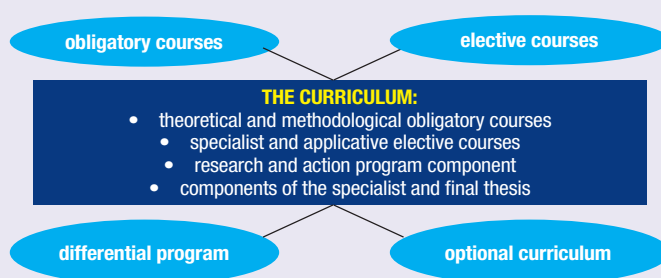 obligatory courses
elective courses
THE CURRICULUM:
• theoretical and methodological obligatory courses
• specialist and applicative elective courses
• research and action program component
• components of the specialist and final thesis
differential program
optional curriculum